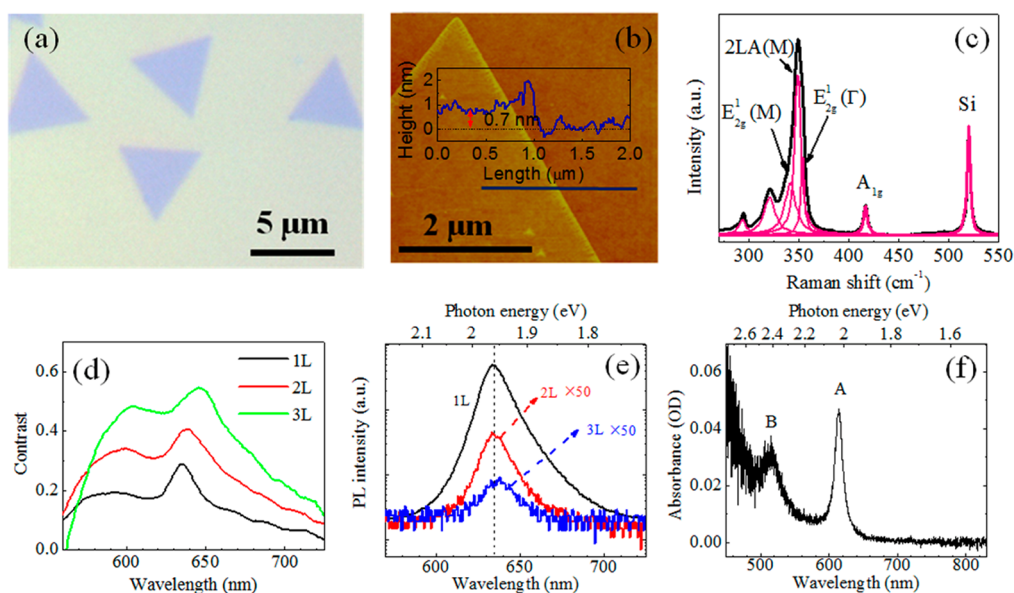 (a)
5 μm
(b)
Height (nm)
2
1
0
0.7 nm
0.0 0.5 1.0 1.5 2.0
Length (μm)
2 μm
(c)
Intensity (a.u.)
2LA(M)
E¹₂g (M)
E¹₂g (Γ)
A₁g
Si
300 350 400 450 500 550
Raman shift (cm⁻¹)
(d)
Contrast
0.6
0.4
0.2
0.0
1L
2L
3L
600 650 700
Wavelength (nm)
Photon energy (eV)
2.1 2 1.9 1.8
(e)
PL intensity (a.u.)
1L
2L ×50
3L ×50
600 650 700
Wavelength (nm)
Photon energy (eV)
2.6 2.4 2.2 2 1.8 1.6
(f)
Absorbance (OD)
0.06
0.04
0.02
0.00
B
A
500 600 700 800
Wavelength (nm)